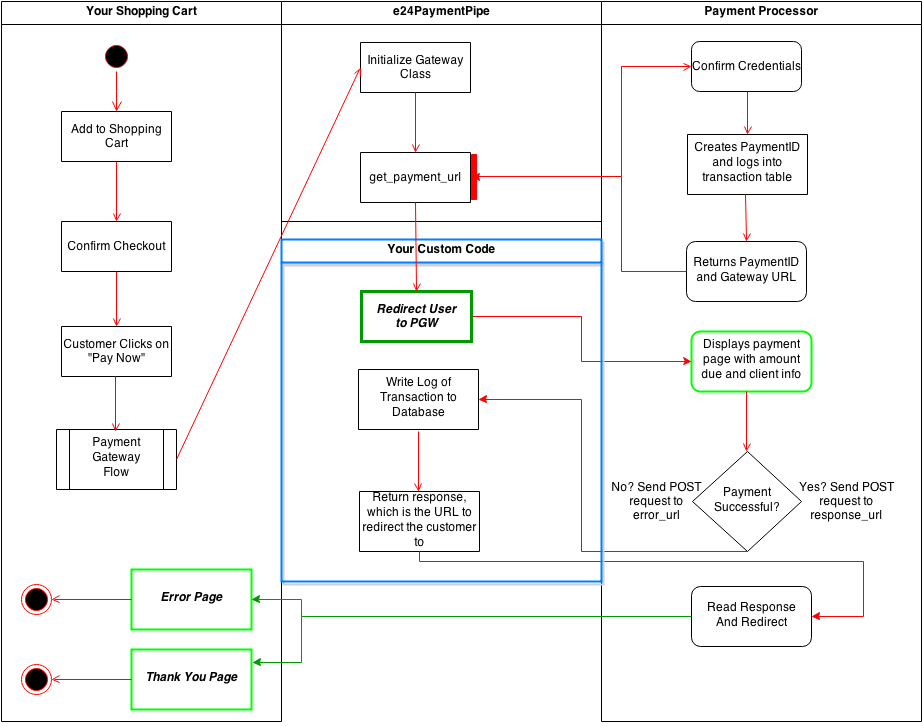 Your Shopping Cart
e24PaymentPipe
Payment Processor
Add to Shopping
Cart
Confirm Checkout
Customer Clicks on
"Pay Now"
Payment
Gateway
Flow
Error Page
Thank You Page
Initialize Gateway
Class
get_payment_url
Your Custom Code
Redirect User
to PGW
Write Log of
Transaction to
Database
Return response,
which is the URL to
redirect the customer
to
Confirm Credentials
Creates PaymentID
and logs into
transaction table
Returns PaymentID
and Gateway URL
Displays payment
page with amount
due and client info
No? Send POST
request to
error_url
Payment
Successful?
Yes? Send POST
request to
response_url
Read Response
And Redirect